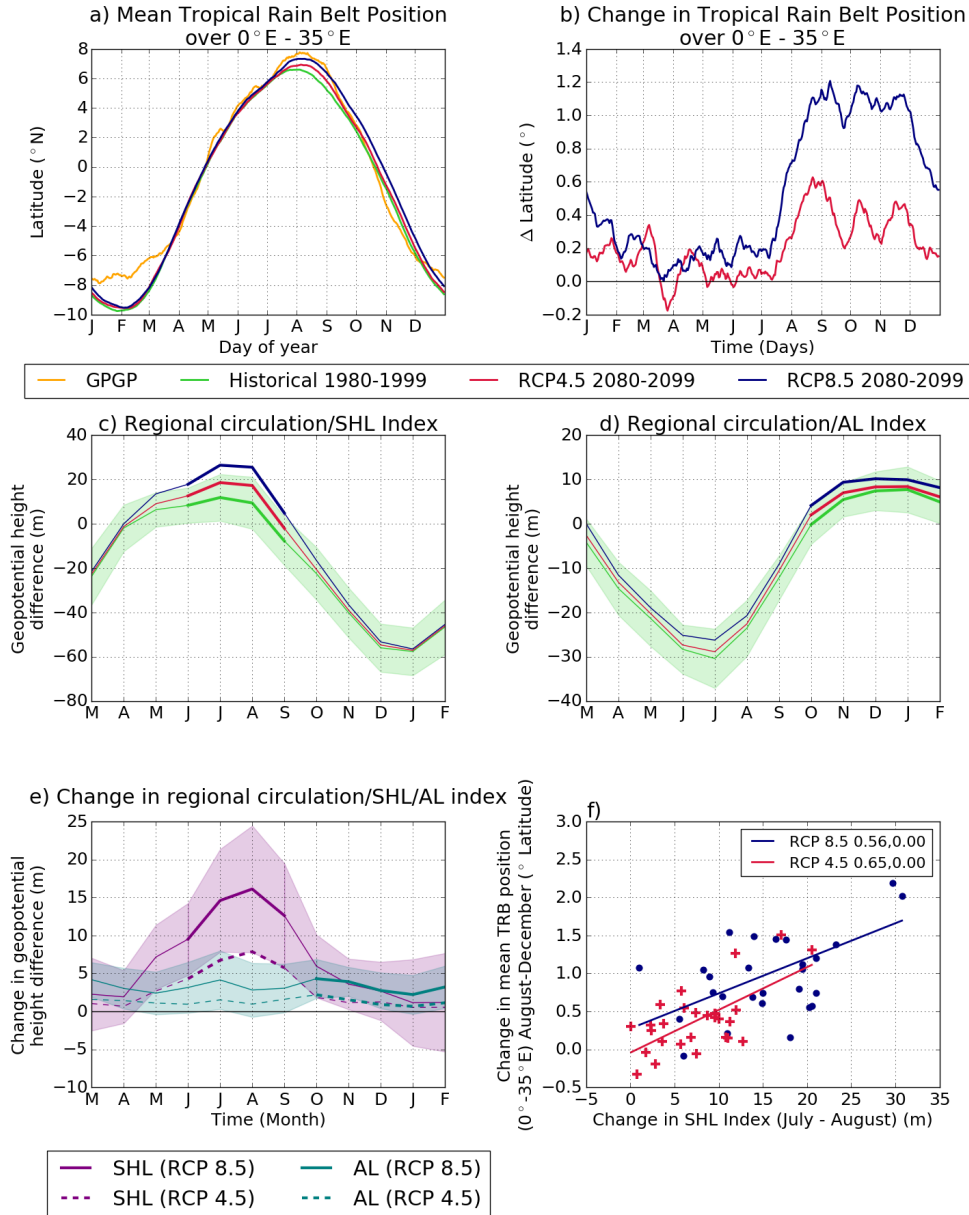 a) Mean Tropical Rain Belt Position
over 0°E - 35°E
8
6
4
2
0
−2
−4
−6
−8
−10
Latitude (°N)
J F M A M J J A S O N D
Day of year
b) Change in Tropical Rain Belt Position
over 0°E - 35°E
1.4
1.2
1.0
0.8
0.6
0.4
0.2
0.0
−0.2
Δ Latitude (°)
J F M A M J J A S O N D
Time (Days)
GPGP Historical 1980-1999 RCP4.5 2080-2099 RCP8.5 2080-2099
c) Regional circulation/SHL Index
40
20
0
−20
−40
−60
−80
Geopotential height
difference (m)
M A M J J A S O N D J F
d) Regional circulation/AL Index
20
10
0
−10
−20
−30
−40
Geopotential height
difference (m)
M A M J J A S O N D J F
e) Change in regional circulation/SHL/AL index
25
20
15
10
5
0
−5
−10
Change in geopotential
height difference (m)
M A M J J A S O N D J F
Time (Month)
SHL (RCP 8.5) AL (RCP 8.5)
SHL (RCP 4.5) AL (RCP 4.5)
f)
3.0
2.5
2.0
1.5
1.0
0.5
0.0
−0.5
Change in mean TRB position
(0°-35°E) August-December (° Latitude)
RCP 8.5 0.56,0.00
RCP 4.5 0.65,0.00
−5 0 5 10 15 20 25 30 35
Change in SHL Index (July - August) (m)